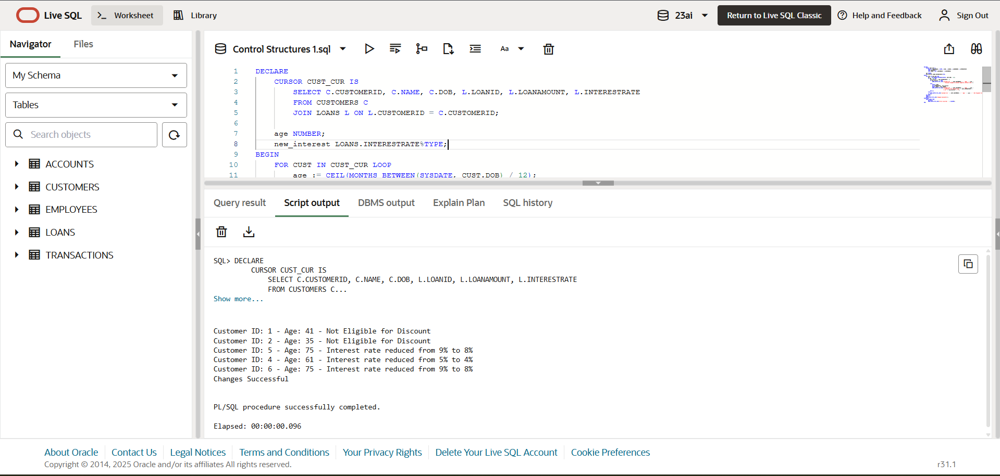 Live SQL
Worksheet
Library
23ai
Return to Live SQL Classic
Help and Feedback
Sign Out
Navigator
Files
My Schema
Tables
Search objects
ACCOUNTS
CUSTOMERS
EMPLOYEES
LOANS
TRANSACTIONS
Control Structures 1.sql
Aa
1 DECLARE
2 CURSOR CUST_CUR IS
3 SELECT C.CUSTOMERID, C.NAME, C.DOB, L.LOANID, L.LOANAMOUNT, L.INTERESTRATE
4 FROM CUSTOMERS C
5 JOIN LOANS L ON L.CUSTOMERID = C.CUSTOMERID;
6
7 age NUMBER;
8 new_interest LOANS.INTERESTRATE%TYPE;
9 BEGIN
10 FOR CUST IN CUST_CUR LOOP
11 age := CEIL(MONTHS_BETWEEN(SYSDATE, CUST.DOB) / 12);
Query result
Script output
DBMS output
Explain Plan
SQL history
SQL> DECLARE
CURSOR CUST_CUR IS
SELECT C.CUSTOMERID, C.NAME, C.DOB, L.LOANID, L.LOANAMOUNT, L.INTERESTRATE
FROM CUSTOMERS C...
Show more...
Customer ID: 1 - Age: 41 - Not Eligible for Discount
Customer ID: 2 - Age: 35 - Not Eligible for Discount
Customer ID: 5 - Age: 75 - Interest rate reduced from 9% to 8%
Customer ID: 4 - Age: 61 - Interest rate reduced from 5% to 4%
Customer ID: 6 - Age: 75 - Interest rate reduced from 9% to 8%
Changes Successful
PL/SQL procedure successfully completed.
Elapsed: 00:00:00.096
About Oracle
Contact Us
Legal Notices
Terms and Conditions
Your Privacy Rights
Delete Your Live SQL Account
Cookie Preferences
Copyright © 2014, 2025 Oracle and/or its affiliates All rights reserved.
r31.1